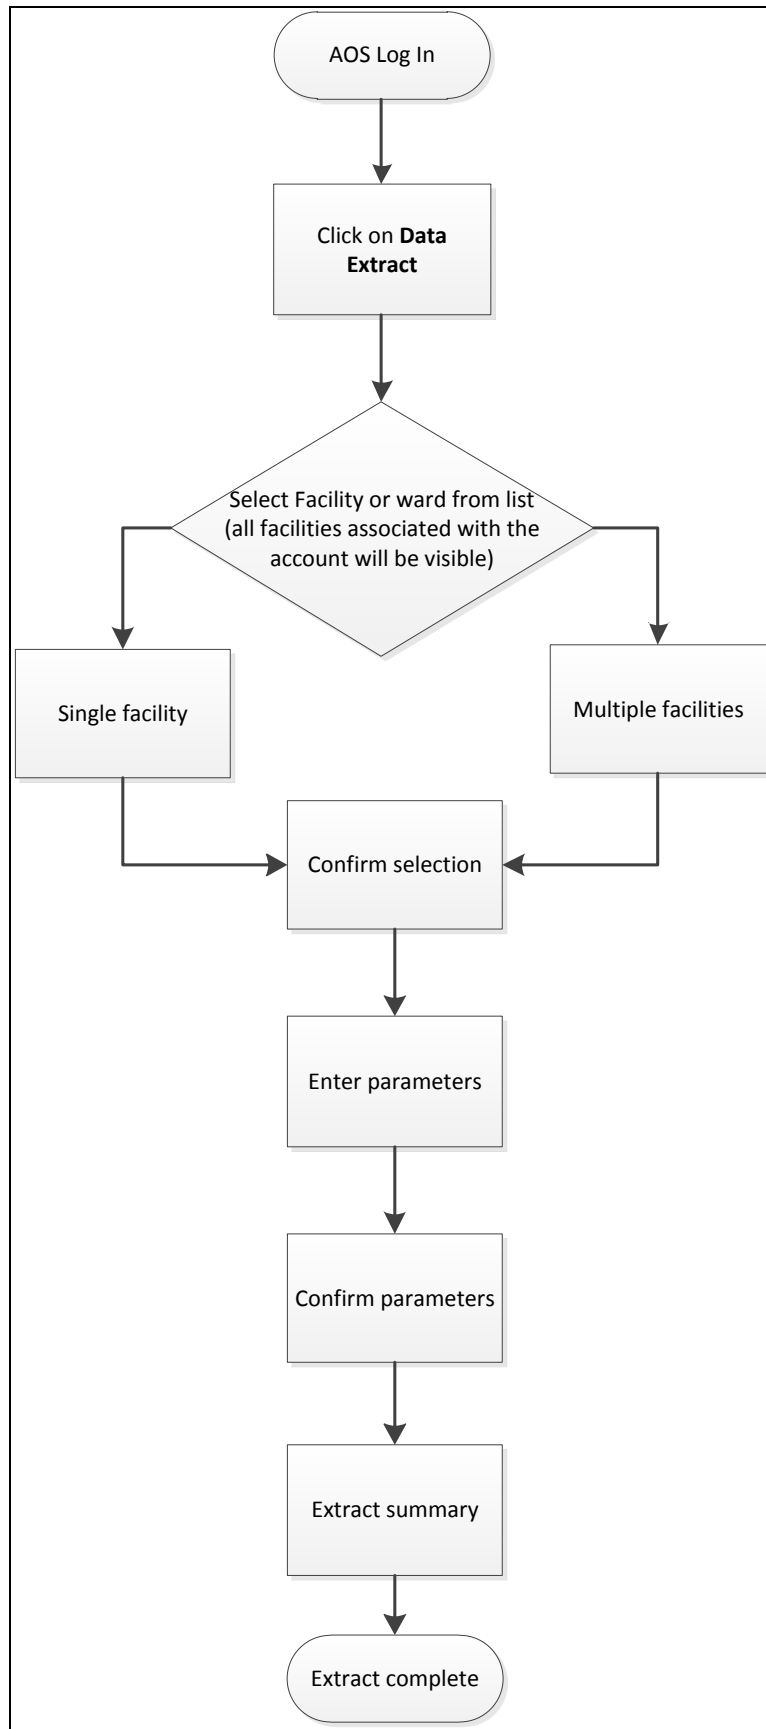 AOS Log In
Click on Data
Extract
Select Facility or ward from list
(all facilities associated with the
account will be visible)
Single facility
Multiple facilities
Confirm selection
Enter parameters
Confirm parameters
Extract summary
Extract complete